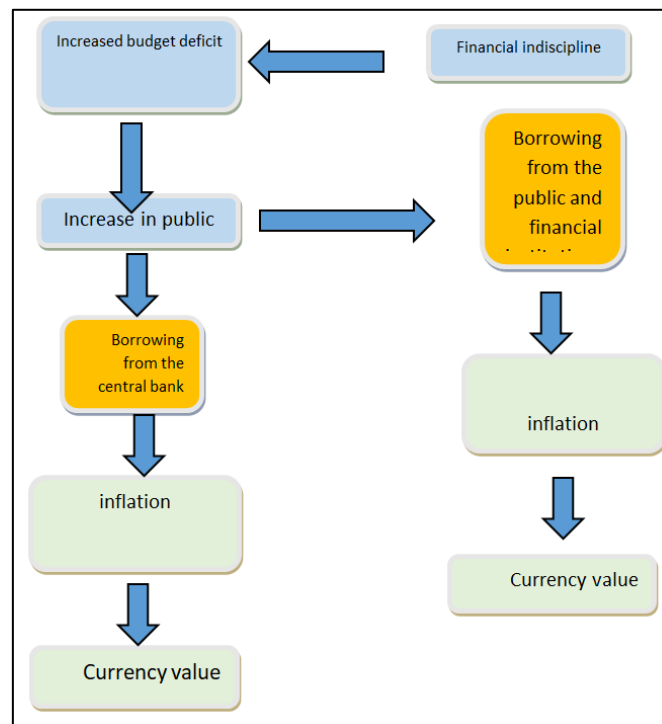 Increased budget deficit
Financial indiscipline
Borrowing
from the
public and
financial
Increase in public
Borrowing
from the
central bank
inflation
inflation
Currency value
Currency value